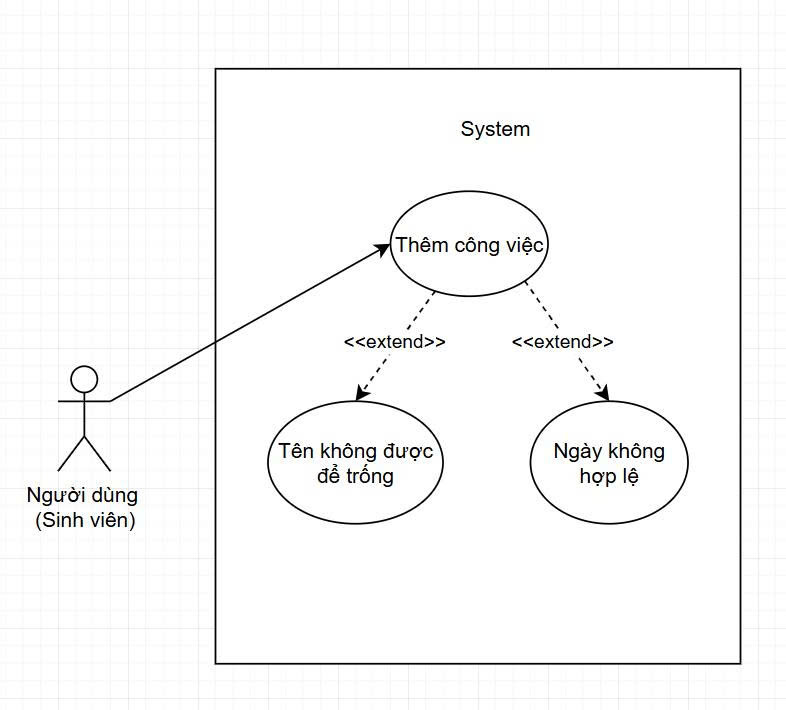 System
Thêm công việc
<<extend>>
<<extend>>
Tên không được
để trống
Ngày không
hợp lệ
Người dùng
(Sinh viên)